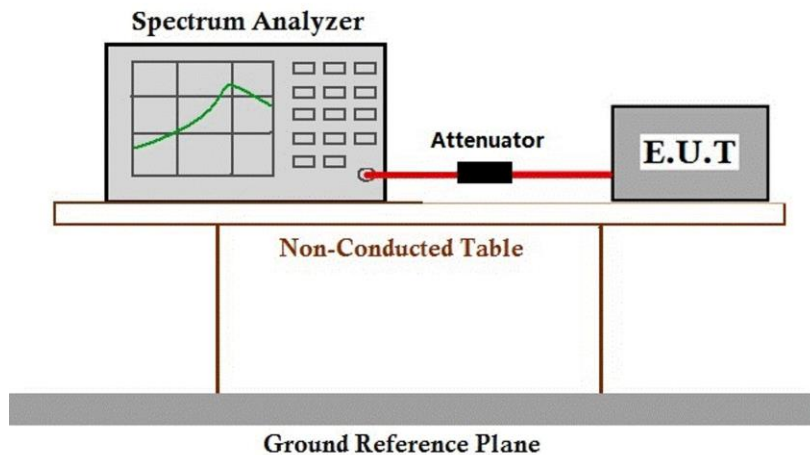 Spectrum Analyzer
Attenuator
E.U.T
Non-Conducted Table
Ground Reference Plane